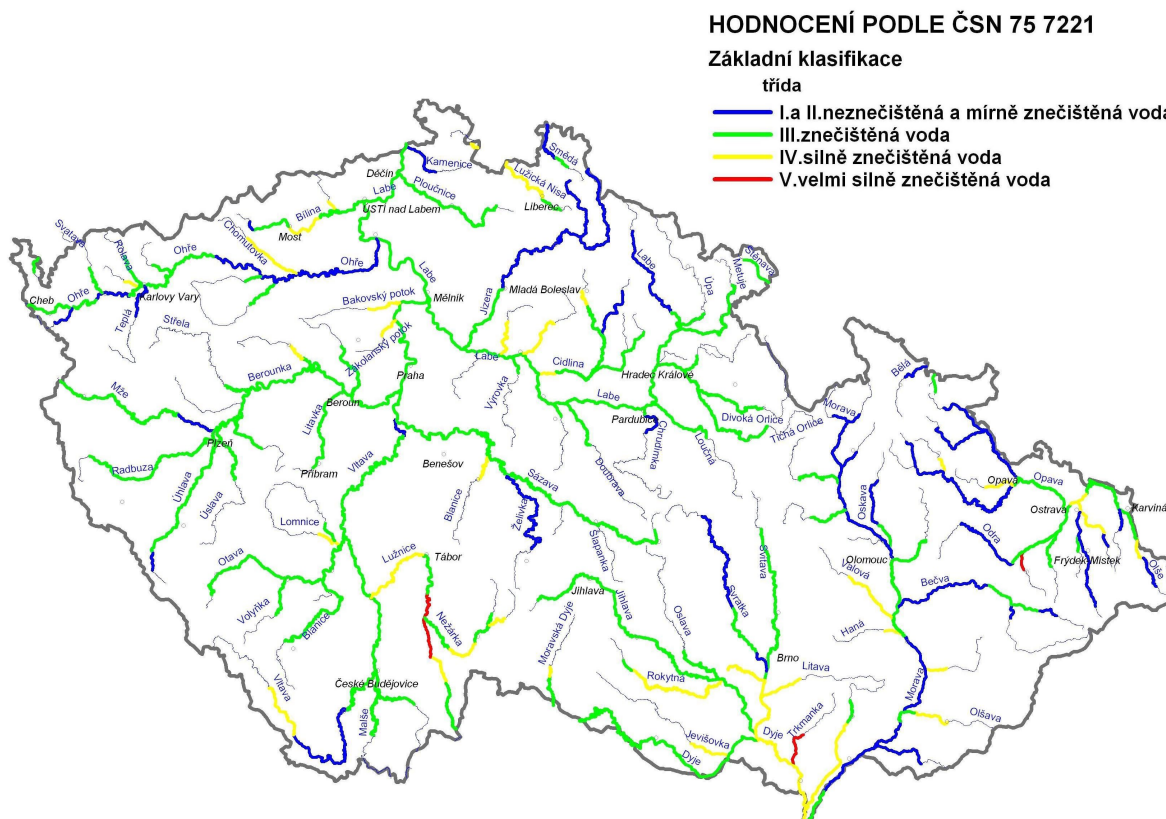 HODNOCENÍ PODLE ČSN 75 7221
Základní klasifikace
třída
I.a II.neznečištěná a mírně znečištěná voda
III.znečištěná voda
IV.silně znečištěná voda
V.velmi silně znečištěná voda
Smědá
Kamenice
Lužická Nisa
Děčín
Ploučnice
Labe
Liberec
ÚSTÍ nad Labem
Bílina
Most
Chomutovka
Svatava
Rolava
Ohře
Ohře
Labe
Labe
Stěnava
Metuje
Úpa
Cheb
Ohře
Karlovy Vary
Teplá
Střela
Bakovský potok
Mělník
Jizera
Mladá Boleslav
Zákolanský potok
Labe
Cidlina
Výrovka
Praha
Berounka
Beroun
Hradec Králové
Labe
Mže
Litavka
Pardubic
Divoká Orlice
Tichá Orlice
Morava
Bělá
Plzeň
Radbuza
Příbram
Vltava
Benešov
Chrudimka
Loučná
Doubrava
Sázava
Úhlava
Úslava
Blanice
Želivka
Lomnice
Oskava
Opava
Opava
Ostrava
Karviná
Odra
Frýdek-Místek
Olše
Otava
Lužnice
Tábor
Šlapanka
Svitava
Svratka
Olomouc
Valová
Bečva
Volyňka
Blanice
Nežárka
Jihlava
Jihlava
Oslava
Moravská Dyje
Haná
Brno
Litava
Rokytná
Vltava
České Budějovice
Malše
Morava
Olšava
Trkmanka
Dyje
Jevišovka
Dyje